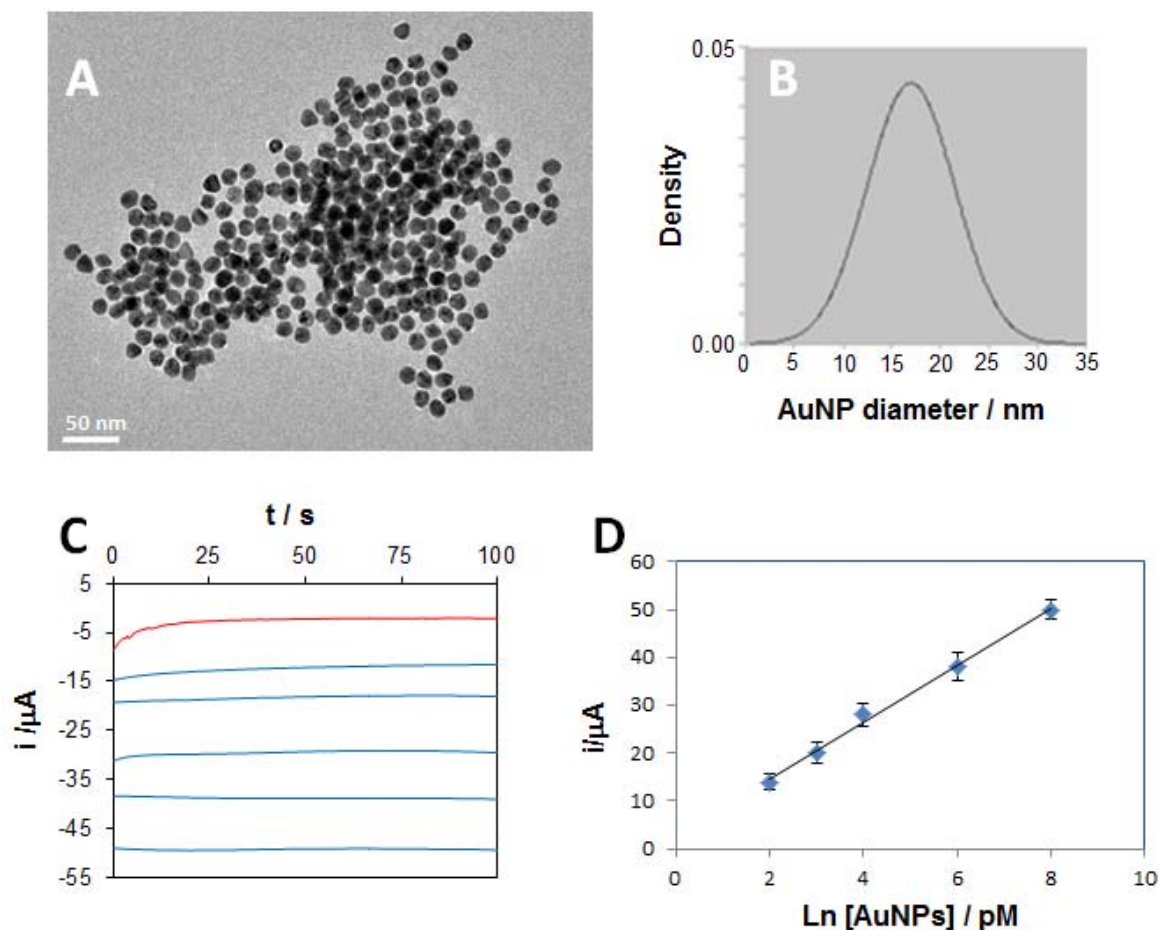 A
50 nm
B
0.05
Density
0.00
0 5 10 15 20 25 30 35
AuNP diameter / nm
C
t / s
0 25 50 75 100
5
-5
-15
-25
-35
-45
-55
i /µA
D
60
50
40
30
20
10
0
i/µA
0 2 4 6 8 10
Ln [AuNPs] / pM